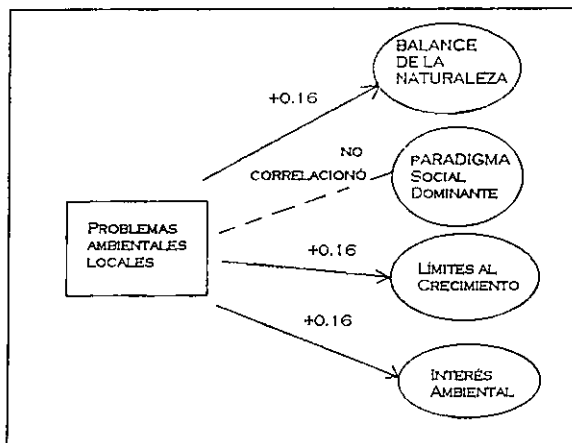 BALANCE
DE LA
NATURALEZA
+0.16
NO
CORRELACIONÓ
PARADIGMA
SOCIAL
DOMINANTE
PROBLEMAS
AMBIENTALES
LOCALES
+0.16
LÍMITES AL
CRECIMIENTO
+0.16
INTERÉS
AMBIENTAL